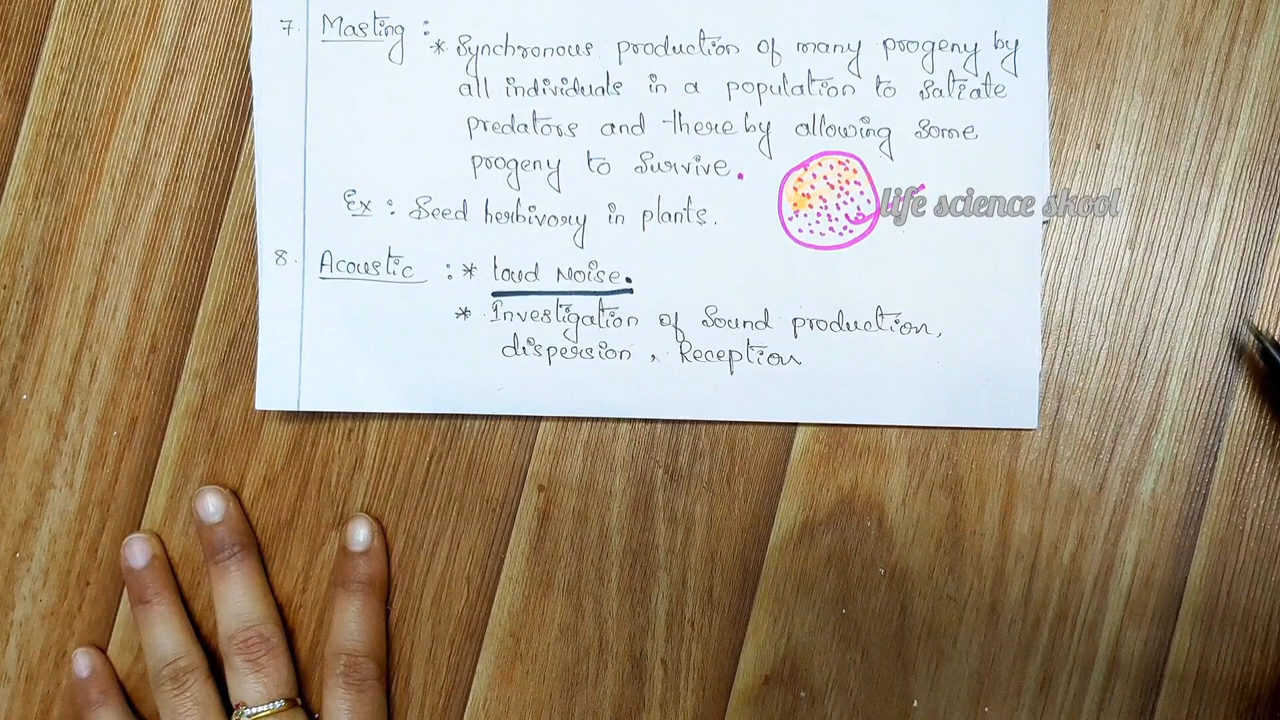 7. Masting : * Synchronous production of many progeny by
all individuals in a population to Satiate
predators and thereby allowing Some
progeny to Survive.
Ex : Seed herbivory in plants.
life science skool
8. Acoustic : * loud Noise.
* Investigation of Sound production,
dispersion, Reception